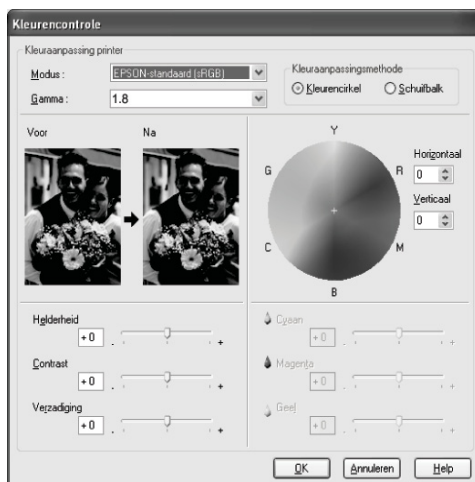 Kleurencontrole
Kleuraanpassing printer
Modus :
EPSON-standaard (sRGB)
Gamma :
1.8
Kleuraanpassingsmethode
Kleurencirkel
Schuifbalk
Voor
Na
Y
G
R
C
M
B
Horizontaal
0
Verticaal
0
Helderheid
+0
-
+
Contrast
+0
-
+
Verzadiging
+0
-
+
Cyaan
+0
-
+
Magenta
+0
-
+
Geel
+0
-
+
OK
Annuleren
Help